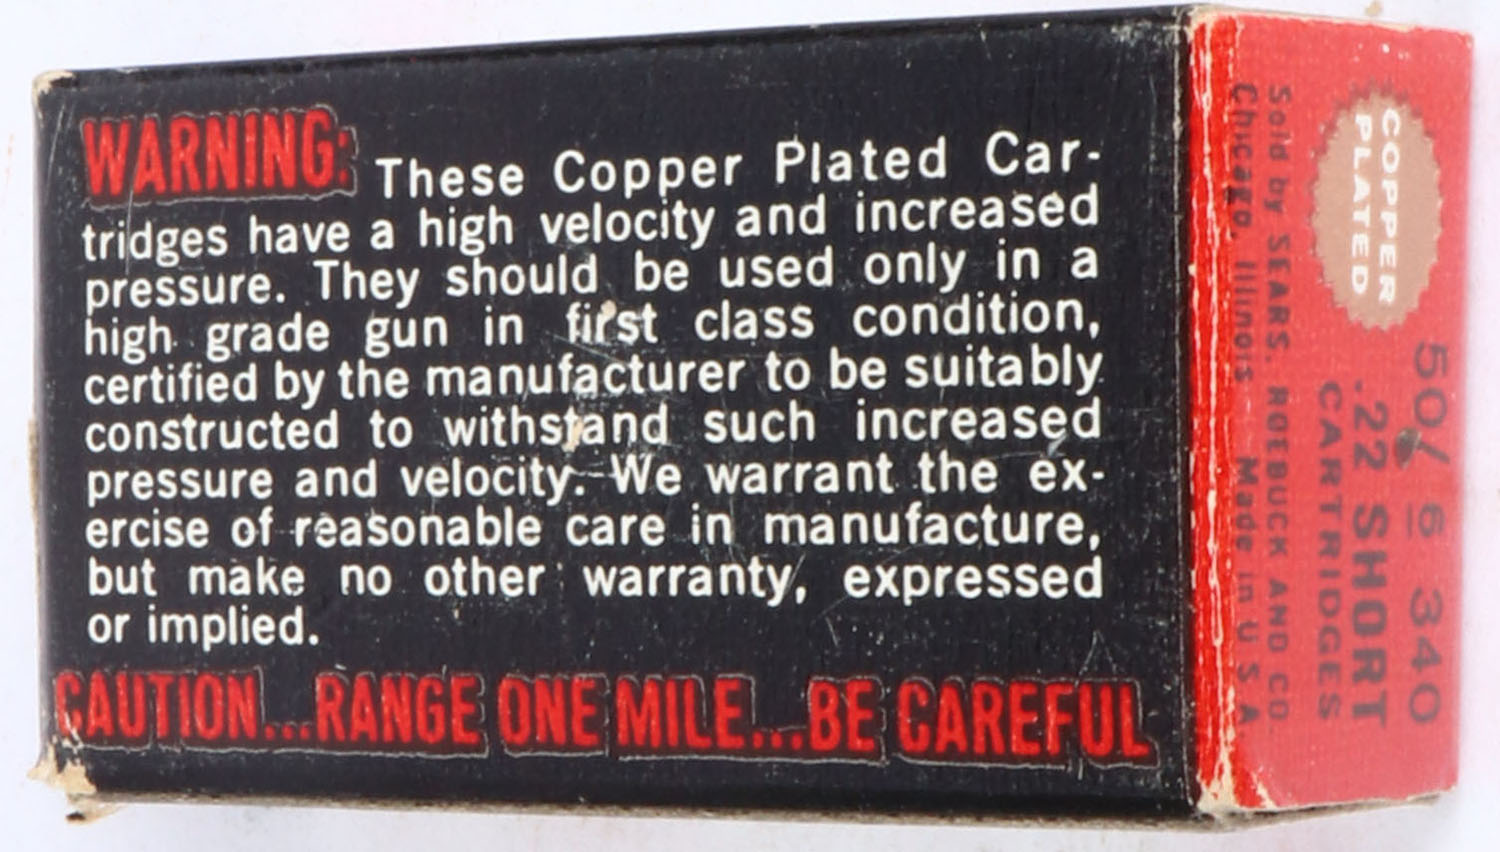 WARNING: These Copper Plated Car-
tridges have a high velocity and increased
pressure. They should be used only in a
high grade gun in first class condition,
certified by the manufacturer to be suitably
constructed to withstand such increased
pressure and velocity. We warrant the ex-
ercise of reasonable care in manufacture,
but make no other warranty, expressed
or implied.
CAUTION...RANGE ONE MILE...BE CAREFUL
COPPER
PLATED
50/ 6 340
.22 SHORT
CARTRIDGES
Sold by SEARS, ROEBUCK AND CO.
Chicago, Illinois Made in U S A